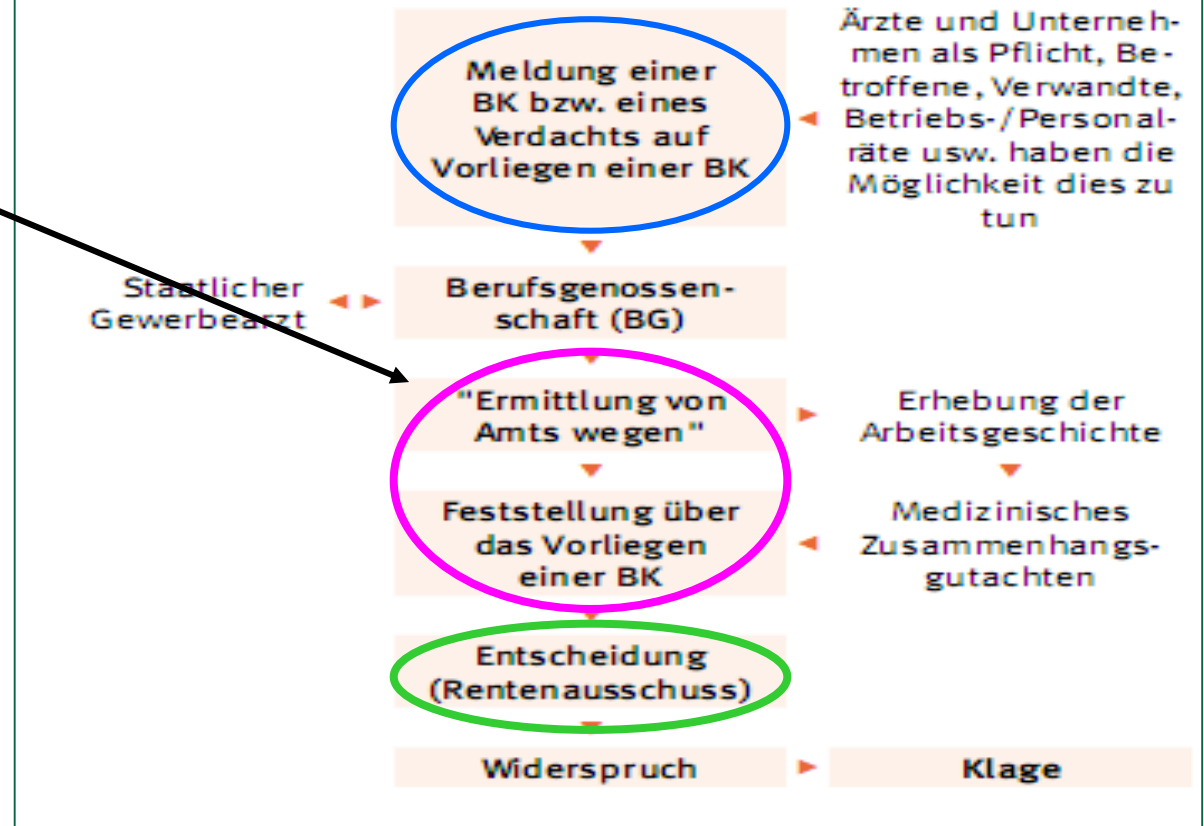 Meldung einer
BK bzw. eines
Verdachts auf
Vorliegen einer BK
Ärzte und Unterneh-
men als Pflicht, Be-
troffene, Verwandte,
Betriebs-/Personal-
räte usw. haben die
Möglichkeit dies zu
tun
Staatlicher
Gewerbearzt
Berufsgenossen-
schaft (BG)
"Ermittlung von
Amts wegen"
Erhebung der
Arbeitsgeschichte
Feststellung über
das Vorliegen
einer BK
Medizinisches
Zusammenhangs-
gutachten
Entscheidung
(Rentenausschuss)
Widerspruch
Klage